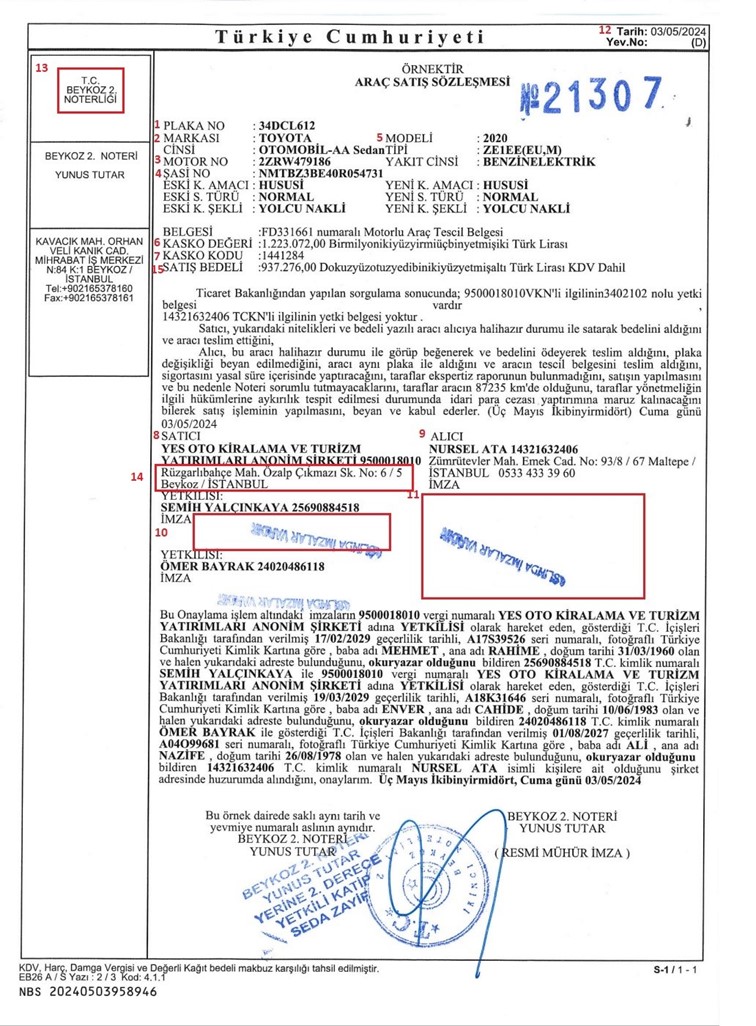 Türkiye Cumhuriyeti
12 Tarih: 03/05/2024
Yev.No: (D)
13
T.C.
BEYKOZ 2.
NOTERLİĞİ
BEYKOZ 2. NOTERİ
YUNUS TUTAR
KAVACIK MAH. ORHAN
VELİ KANIK CAD.
MİHRABAT İŞ MERKEZİ
N:84 K:1 BEYKOZ /
İSTANBUL
Tel:+902165378160
Fax:+902165378161
ÖRNEKTİR
ARAÇ SATIŞ SÖZLEŞMESİ
№21307
1 PLAKA NO : 34DCL612
2 MARKASI : TOYOTA 5 MODELİ : 2020
CİNSİ : OTOMOBİL-AA Sedan TİPİ : ZE1EE(EU,M)
3 MOTOR NO : 2ZRW479186 YAKIT CİNSİ : BENZİNELEKTRİK
4 ŞASİ NO : NMTBZ3BE40R054731
ESKİ K. AMACI : HUSUSİ YENİ K. AMACI : HUSUSİ
ESKİ S. TÜRÜ : NORMAL YENİ S. TÜRÜ : NORMAL
ESKİ K. ŞEKLİ : YOLCU NAKLİ YENİ K. ŞEKLİ : YOLCU NAKLİ
BELGESİ :FD331661 numaralı Motorlu Araç Tescil Belgesi
6 KASKO DEĞERİ :1.223.072,00 Birmilyonikiyüzyirmiüçbinyetmişiki Türk Lirası
7 KASKO KODU :1441284
15 SATIŞ BEDELİ :937.276,00 Dokuzyüzotuzyedibinikiyüzyetmişaltı Türk Lirası KDV Dahil
Ticaret Bakanlığından yapılan sorgulama sonucunda; 9500018010VKN'li ilgilinin3402102 nolu yetki
belgesi vardır ,
14321632406 TCKN'li ilgilinin yetki belgesi yoktur .
Satıcı, yukarıdaki nitelikleri ve bedeli yazılı aracı alıcıya halihazır durumu ile satarak bedelini aldığını
ve aracı teslim ettiğini,
Alıcı, bu aracı halihazır durumu ile görüp beğenerek ve bedelini ödeyerek teslim aldığını, plaka
değişikliği beyan edilmediğini, aracı aynı plaka ile aldığını ve aracın tescil belgesini teslim aldığını,
sigortasını yasal süre içerisinde yaptıracağını, taraflar ekspertiz raporunun bulunmadığını, satışın yapılmasını
ve bu nedenle Noteri sorumlu tutmayacaklarını, taraflar aracın 87235 km'de olduğunu, taraflar yönetmeliğin
ilgili hükümlerine aykırılık tespit edilmesi durumunda idari para cezası yaptırımına maruz kalınacağını
bilerek satış işleminin yapılmasını, beyan ve kabul ederler. (Üç Mayıs İkibinyirmidört) Cuma günü
03/05/2024
8 SATICI
YES OTO KİRALAMA VE TURİZM
YATIRIMLARI ANONİM ŞİRKETİ 9500018010
14
Rüzgarlıbahçe Mah. Özalp Çıkmazı Sk. No: 6 / 5
Beykoz / İSTANBUL
YETKİLİSİ:
SEMİH YALÇINKAYA 25690884518
İMZA
10
ASLINDA İMZALAR VARDIR
YETKİLİSİ:
ÖMER BAYRAK 24020486118
İMZA
ASLINDA İMZALAR VARDIR
9 ALICI
NURSEL ATA 14321632406
Zümrütevler Mah. Emek Cad. No: 93/8 / 67 Maltepe /
İSTANBUL 0533 433 39 60
İMZA
11
ASLINDA İMZALAR VARDIR
Bu Onaylama işlem altındaki imzaların 9500018010 vergi numaralı YES OTO KİRALAMA VE TURİZM
YATIRIMLARI ANONİM ŞİRKETİ adına YETKİLİSİ olarak hareket eden, gösterdiği T.C. İçişleri
Bakanlığı tarafından verilmiş 17/02/2029 geçerlilik tarihli, A17S39526 seri numaralı, fotoğraflı Türkiye
Cumhuriyeti Kimlik Kartına göre , baba adı MEHMET , ana adı RAHİME , doğum tarihi 31/03/1960 olan
ve halen yukarıdaki adreste bulunduğunu, okuryazar olduğunu bildiren 25690884518 T.C. kimlik numaralı
SEMİH YALÇINKAYA ile 9500018010 vergi numaralı YES OTO KİRALAMA VE TURİZM
YATIRIMLARI ANONİM ŞİRKETİ adına YETKİLİSİ olarak hareket eden, gösterdiği T.C. İçişleri
Bakanlığı tarafından verilmiş 19/03/2029 geçerlilik tarihli, A18K31646 seri numaralı, fotoğraflı Türkiye
Cumhuriyeti Kimlik Kartına göre , baba adı ENVER , ana adı CAHİDE , doğum tarihi 10/06/1983 olan ve
halen yukarıdaki adreste bulunduğunu, okuryazar olduğunu bildiren 24020486118 T.C. kimlik numaralı
ÖMER BAYRAK ile gösterdiği T.C. İçişleri Bakanlığı tarafından verilmiş 01/08/2027 geçerlilik tarihli,
A04O99681 seri numaralı, fotoğraflı Türkiye Cumhuriyeti Kimlik Kartına göre , baba adı ALİ , ana adı
NAZİFE , doğum tarihi 26/08/1978 olan ve halen yukarıdaki adreste bulunduğunu, okuryazar olduğunu
bildiren 14321632406 T.C. kimlik numaralı NURSEL ATA isimli kişilere ait olduğunu şirket
adresinde huzurumda alındığını, onaylarım. Üç Mayıs İkibinyirmidört, Cuma günü 03/05/2024
Bu örnek dairede saklı aynı tarih ve
yevmiye numaralı aslının aynıdır.
BEYKOZ 2. NOTERİ
YUNUS TUTAR
BEYKOZ 2. NOTERİ
YUNUS TUTAR
YERİNE 2. DERECE
YETKİLİ KATİP
SEDA ZAYİF
T.C.
BEYKOZ 2. NOTERİ
YUNUS TUTAR
( RESMİ MÜHÜR İMZA )
KDV, Harç, Damga Vergisi ve Değerli Kağıt bedeli makbuz karşılığı tahsil edilmiştir.
EB26 A / S Yazı : 2 / 3 Kod: 4.1.1
S-1 / 1 - 1
NBS 20240503958946